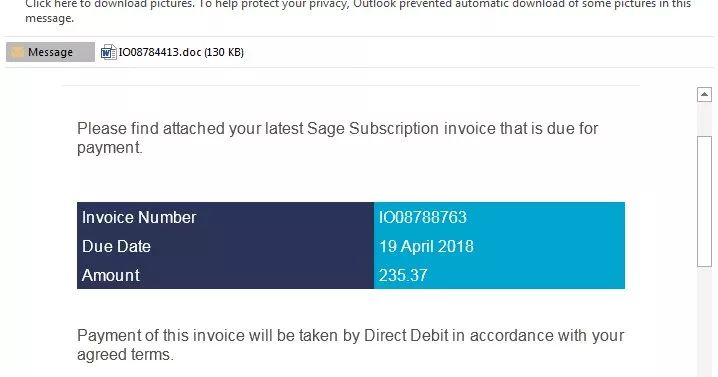 Click here to download pictures. To help protect your privacy, Outlook prevented automatic download of some pictures in this
message.
Message IO08784413.doc (130 KB)
Please find attached your latest Sage Subscription invoice that is due for
payment.
Invoice Number IO08788763
Due Date 19 April 2018
Amount 235.37
Payment of this invoice will be taken by Direct Debit in accordance with your
agreed terms.